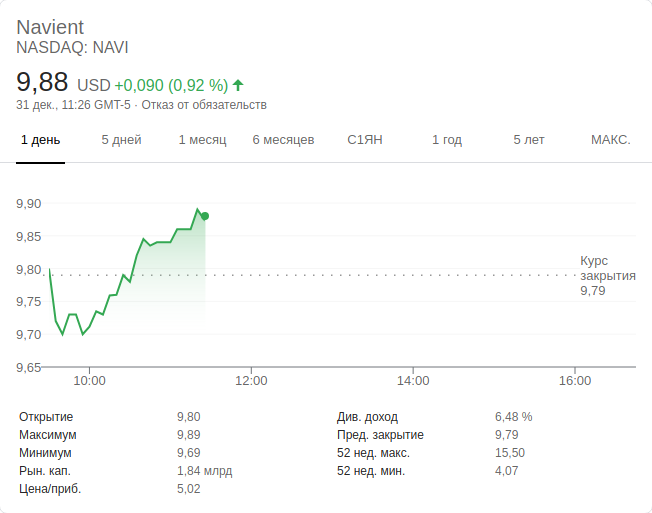 Navient
NASDAQ: NAVI
9,88 USD +0,090 (0,92 %)
31 дек., 11:26 GMT-5 · Отказ от обязательств
1 день 5 дней 1 месяц 6 месяцев С1ЯН 1 год 5 лет МАКС.
9,90
9,85
9,80
9,75
9,70
9,65
Курс
закрытия
9,79
10:00 12:00 14:00 16:00
Открытие 9,80
Максимум 9,89
Минимум 9,69
Рын. кап. 1,84 млрд
Цена/приб. 5,02
Див. доход 6,48 %
Пред. закрытие 9,79
52 нед. макс. 15,50
52 нед. мин. 4,07